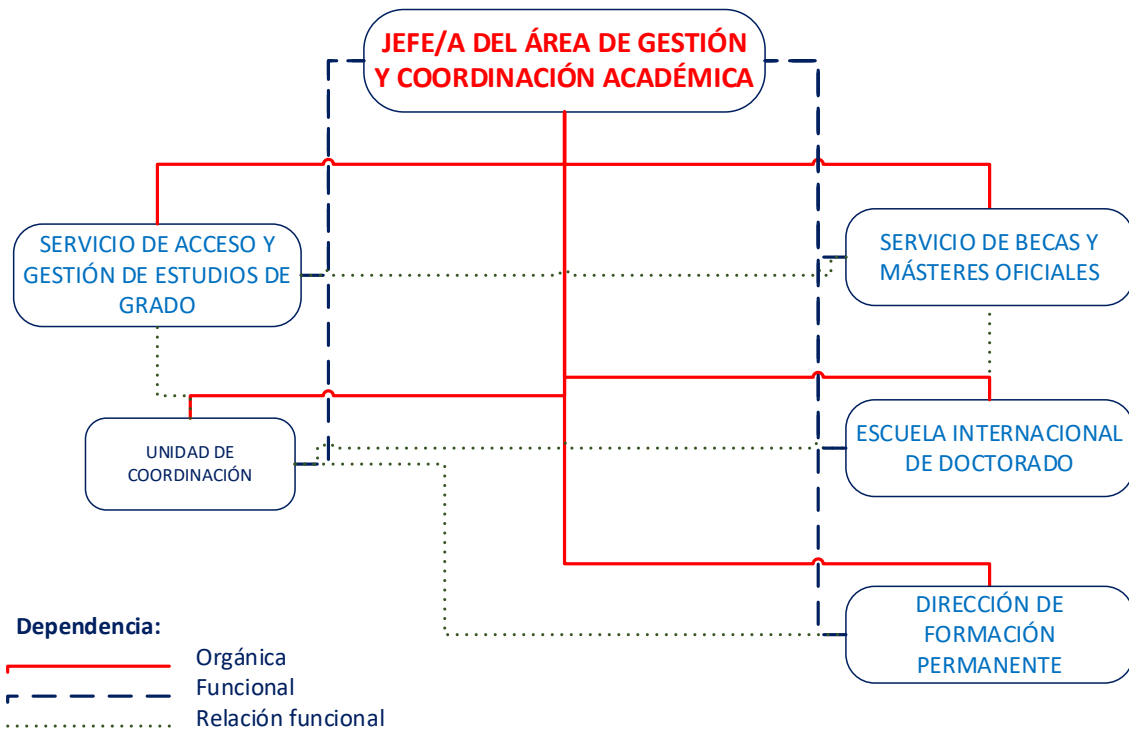 JEFE/A DEL ÁREA DE GESTIÓN
Y COORDINACIÓN ACADÉMICA
SERVICIO DE ACCESO Y
GESTIÓN DE ESTUDIOS DE
GRADO
SERVICIO DE BECAS Y
MÁSTERES OFICIALES
UNIDAD DE
COORDINACIÓN
ESCUELA INTERNACIONAL
DE DOCTORADO
DIRECCIÓN DE
FORMACIÓN
PERMANENTE
Dependencia:
Orgánica
Funcional
Relación funcional